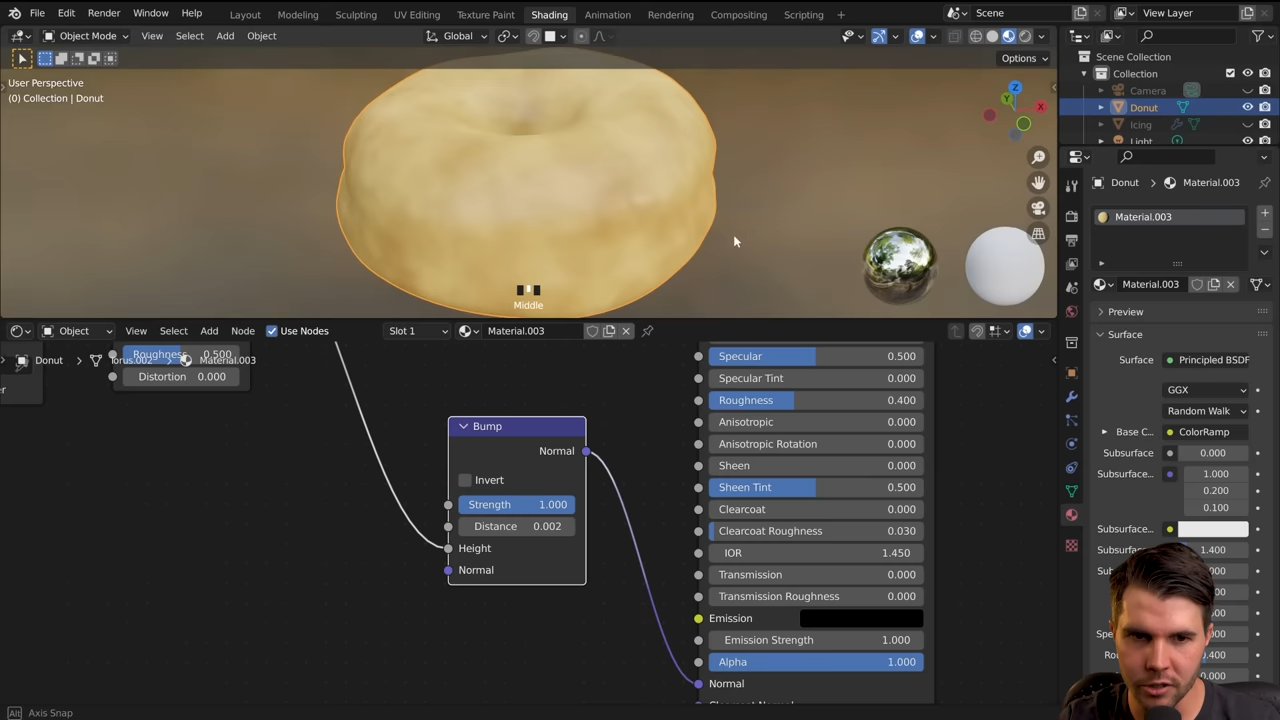 File Edit Render Window Help Layout Modeling Sculpting UV Editing Texture Paint Shading Animation Rendering Compositing Scripting + Scene View Layer
Object Mode View Select Add Object Global
Options
User Perspective
(0) Collection | Donut
Z
Y
X
Middle
Scene Collection
Collection
Camera
Donut
Icing
Light
Donut > Material.003
Material.003
Material.003
Preview
Surface
Surface Principled BSDF
GGX
Random Walk
Base C... ColorRamp
Subsurface 0.000
Subsurface... 1.000
0.200
0.100
Subsurface...
Subsurf... 1.400
Object View Select Add Node Use Nodes Slot 1 Material.003
Roughness 0.500
Donut > Torus.002 > Material.003
Distortion 0.000
Bump
Normal
Invert
Strength 1.000
Distance 0.002
Height
Normal
Specular 0.500
Specular Tint 0.000
Roughness 0.400
Anisotropic 0.000
Anisotropic Rotation 0.000
Sheen 0.000
Sheen Tint 0.500
Clearcoat 0.000
Clearcoat Roughness 0.030
IOR 1.450
Transmission 0.000
Transmission Roughness 0.000
Emission
Emission Strength 1.000
Alpha 1.000
Normal
Alt Axis Snap